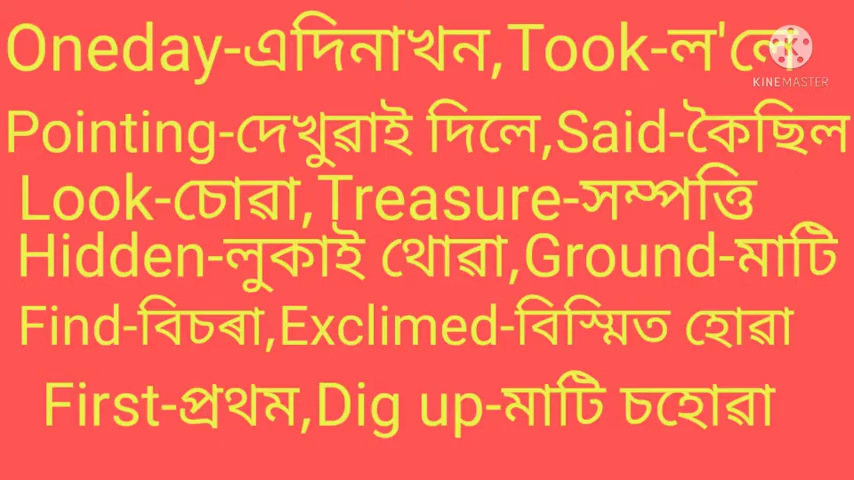 Oneday-এদিনাখন,Took-ল'লে
KINEMASTER
Pointing-দেখুৱাই দিলে,Said-কৈছিল
Look-চোৱা,Treasure-সম্পত্তি
Hidden-লুকাই থোৱা,Ground-মাটি
Find-বিচৰা,Exclimed-বিস্মিত হোৱা
First-প্ৰথম,Dig up-মাটি চহোৱা